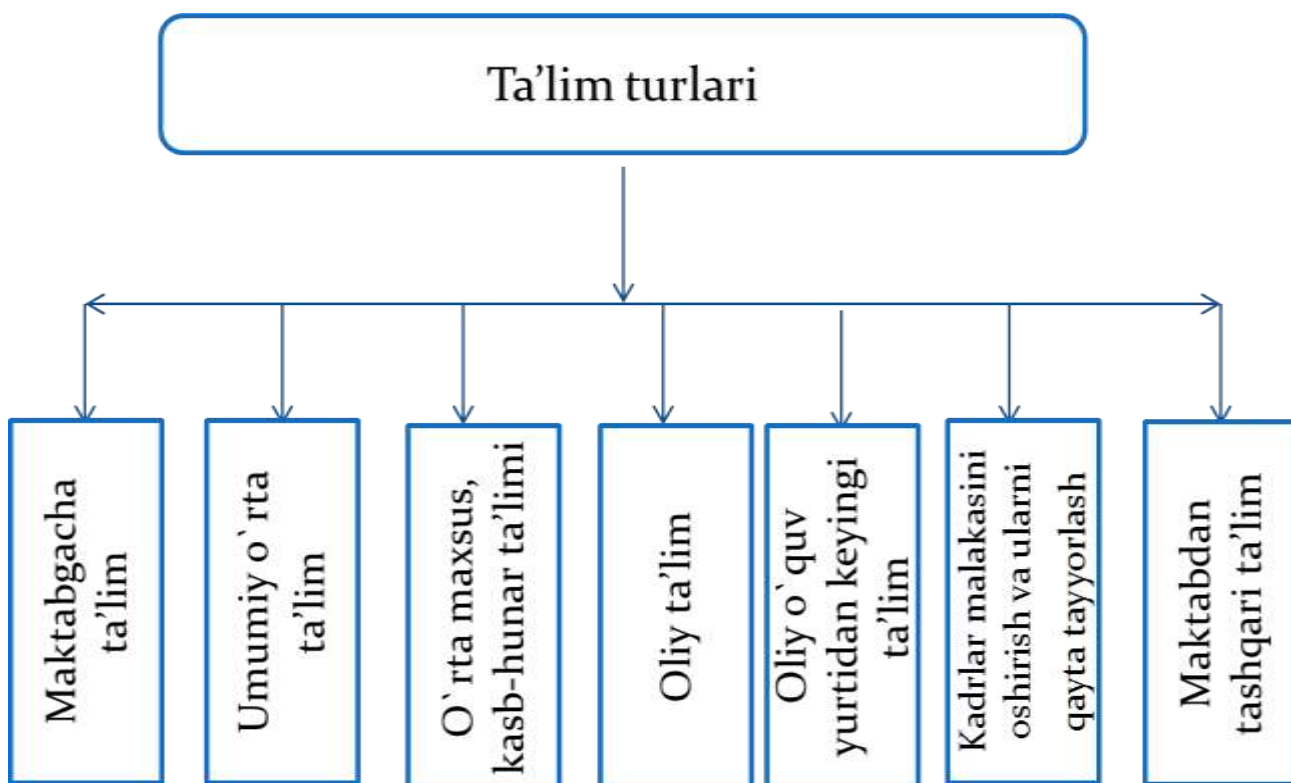 Ta’lim turlari
Maktabgacha
ta’lim
Umumiy o`rta
ta’lim
O`rta maxsus,
kasb-hunar ta’limi
Oliy ta’lim
Oliy o`quv
yurtidan keyingi
ta’lim
Kadrlar malakasini
oshirish va ularni
qayta tayyorlash
Maktabdan
tashqari ta’lim